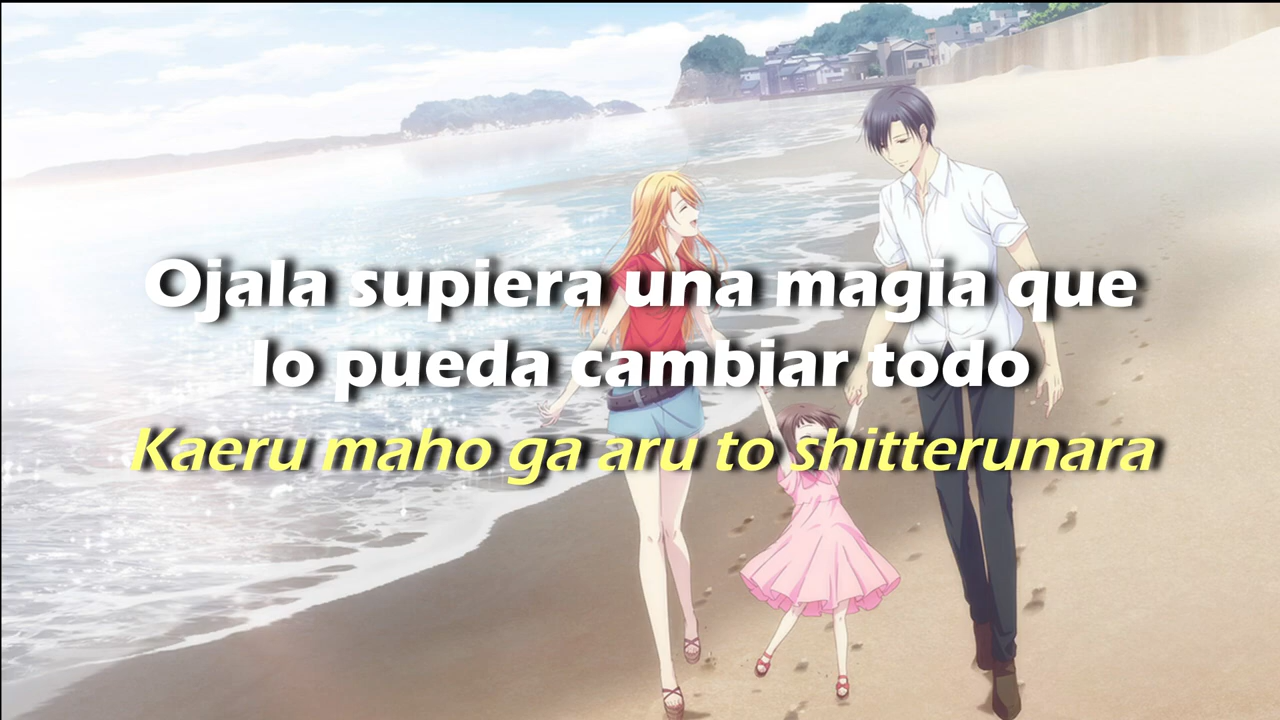 Ojala supiera una magia que
lo pueda cambiar todo
Kaeru maho ga aru to shitterunara